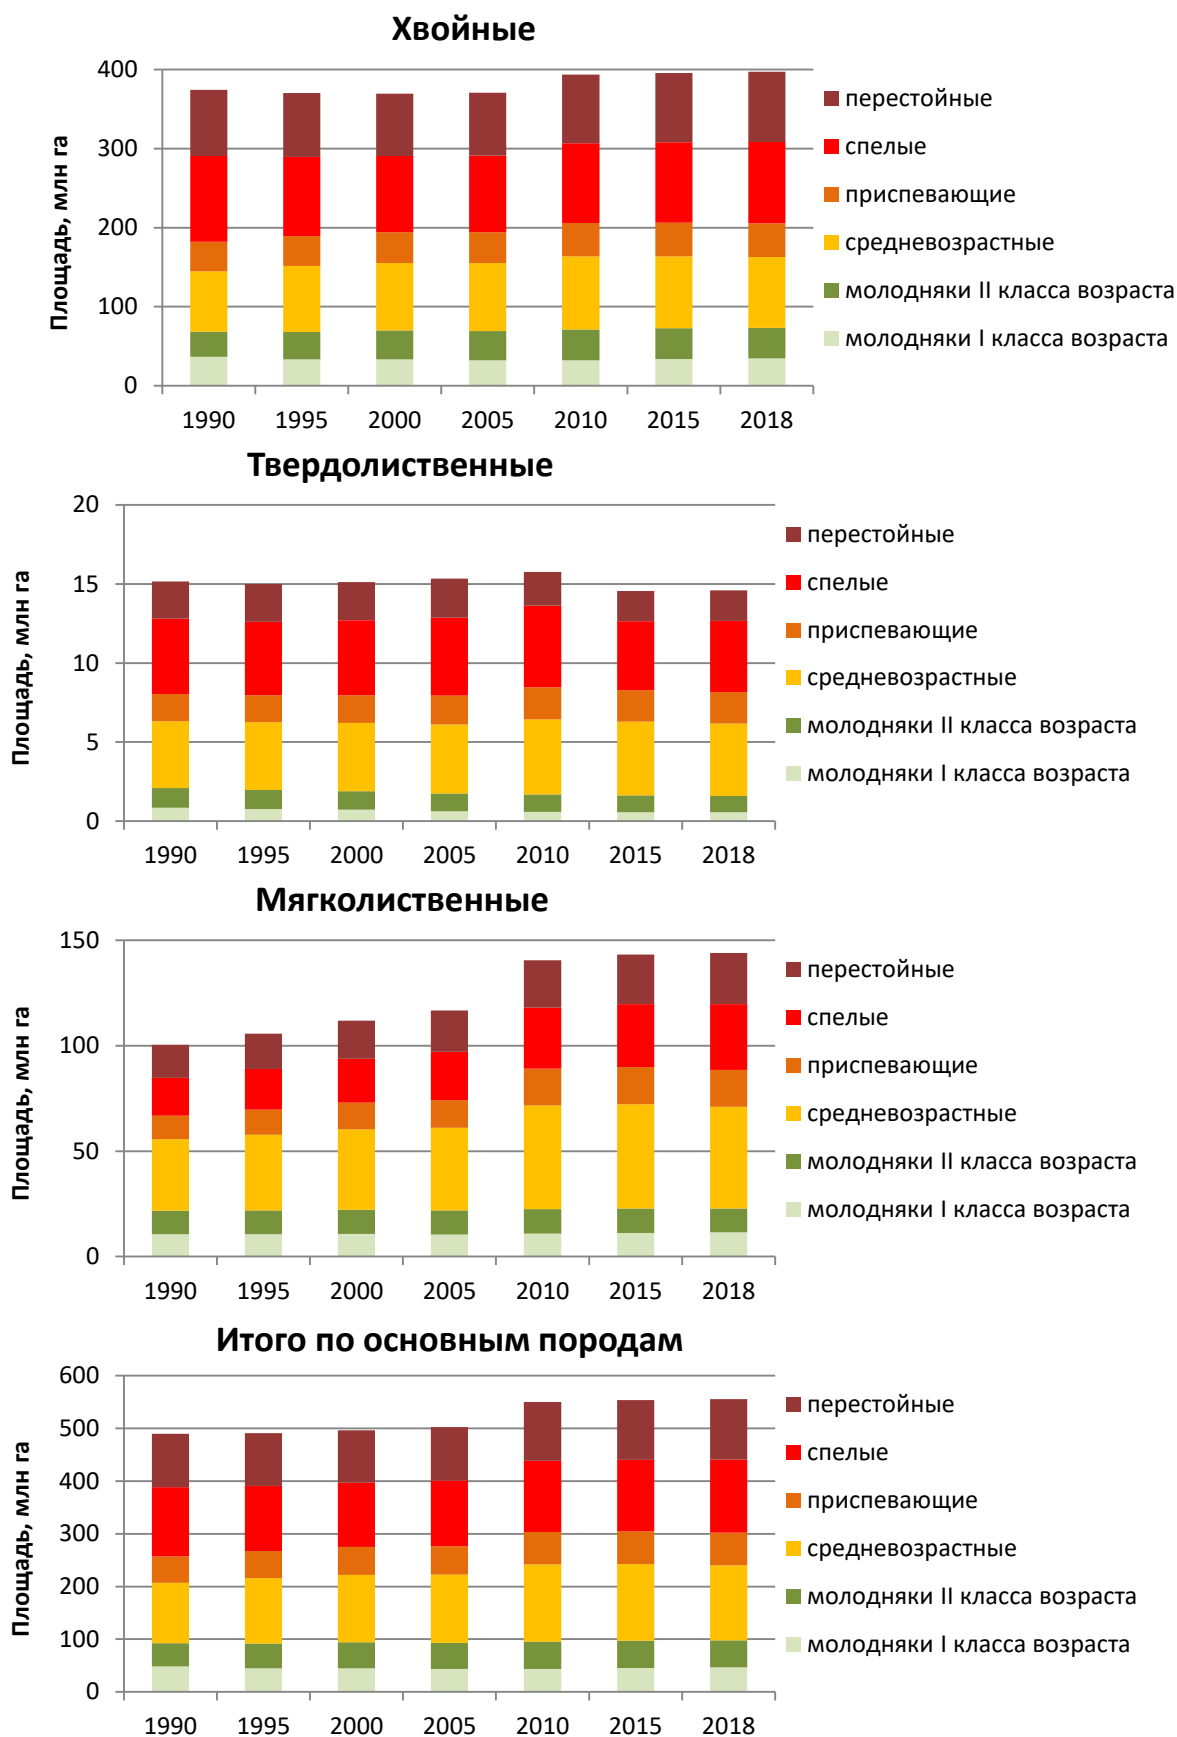 Хвойные
Площадь, млн га
400
300
200
100
0
1990 1995 2000 2005 2010 2015 2018
перестойные
спелые
приспевающие
средневозрастные
молодняки II класса возраста
молодняки I класса возраста
Твердолиственные
Площадь, млн га
20
15
10
5
0
1990 1995 2000 2005 2010 2015 2018
перестойные
спелые
приспевающие
средневозрастные
молодняки II класса возраста
молодняки I класса возраста
Мягколиственные
Площадь, млн га
150
100
50
0
1990 1995 2000 2005 2010 2015 2018
перестойные
спелые
приспевающие
средневозрастные
молодняки II класса возраста
молодняки I класса возраста
Итого по основным породам
Площадь, млн га
600
500
400
300
200
100
0
1990 1995 2000 2005 2010 2015 2018
перестойные
спелые
приспевающие
средневозрастные
молодняки II класса возраста
молодняки I класса возраста